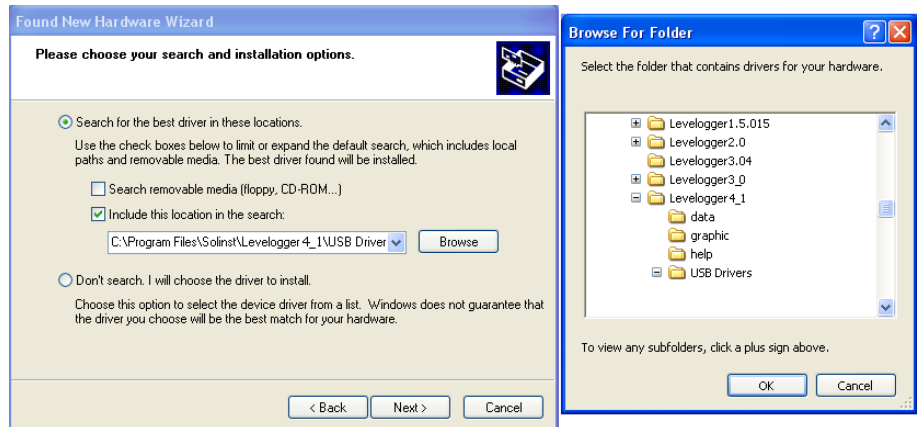 Found New Hardware Wizard
Please choose your search and installation options.
Search for the best driver in these locations.
Use the check boxes below to limit or expand the default search, which includes local
paths and removable media. The best driver found will be installed.
Search removable media (floppy, CD-ROM...)
Include this location in the search:
C:\Program Files\Solinst\Levelogger 4_1\USB Driver
Browse
Don't search. I will choose the driver to install.
Choose this option to select the device driver from a list. Windows does not guarantee that
the driver you choose will be the best match for your hardware.
< Back
Next >
Cancel
Browse For Folder
Select the folder that contains drivers for your hardware.
Levelogger1.5.015
Levelogger2.0
Levelogger3.04
Levelogger3_0
Levelogger4_1
data
graphic
help
USB Drivers
To view any subfolders, click a plus sign above.
OK
Cancel